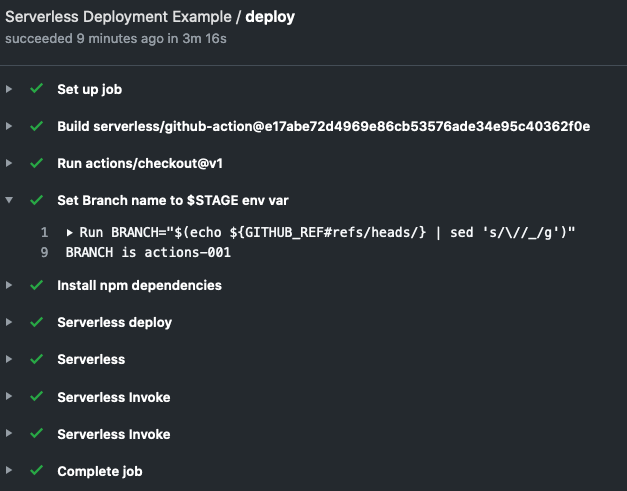 Serverless Deployment Example / deploy
succeeded 9 minutes ago in 3m 16s
Set up job
Build serverless/github-action@e17abe72d4969e86cb53576ade34e95c40362f0e
Run actions/checkout@v1
Set Branch name to $STAGE env var
1 Run BRANCH="$(echo ${GITHUB_REF#refs/heads/} | sed 's/\//_/g')"
9 BRANCH is actions-001
Install npm dependencies
Serverless deploy
Serverless
Serverless Invoke
Serverless Invoke
Complete job